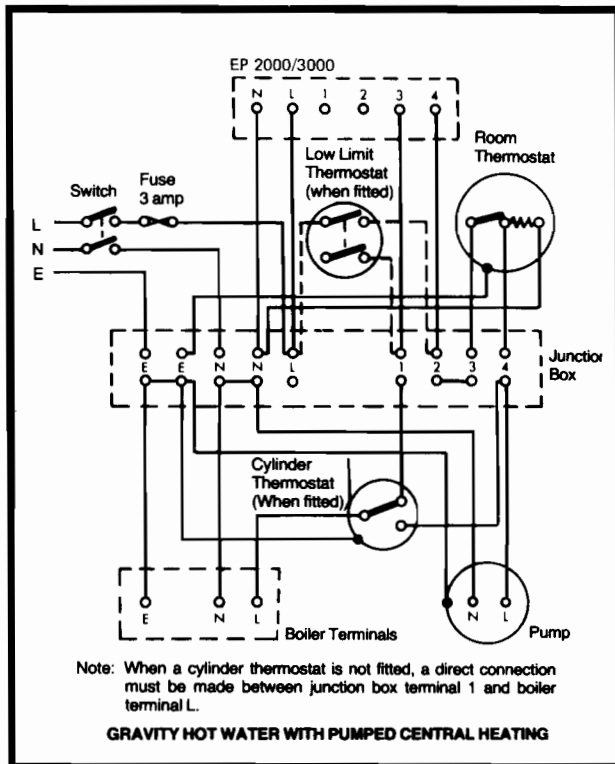 EP 2000/3000
N L 1 2 3 4
Low Limit
Thermostat
(when fitted)
Room
Thermostat
Switch
Fuse
3 amp
L
N
E
E E N N L 1 2 3 4
Junction
Box
Cylinder
Thermostat
(When fitted)
E N L
Boiler Terminals
N L
Pump
Note: When a cylinder thermostat is not fitted, a direct connection
must be made between junction box terminal 1 and boiler
terminal L.
GRAVITY HOT WATER WITH PUMPED CENTRAL HEATING